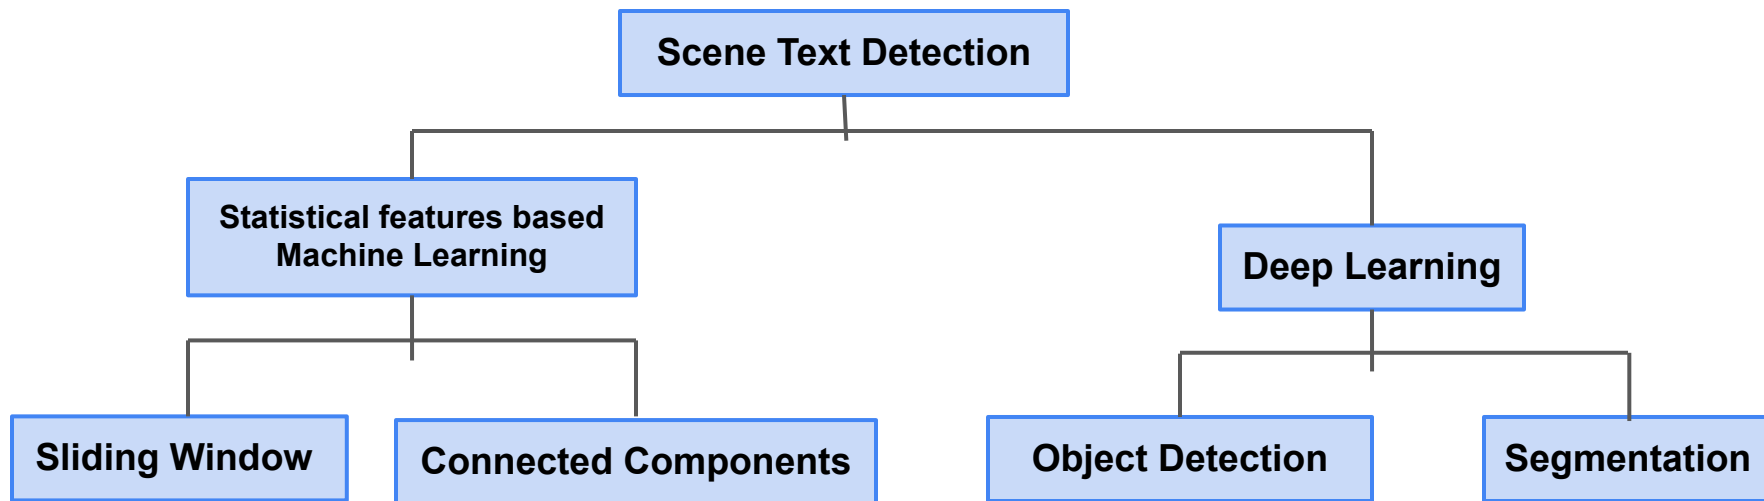 Scene Text Detection
Statistical features based
Machine Learning
Deep Learning
Sliding Window
Connected Components
Object Detection
Segmentation